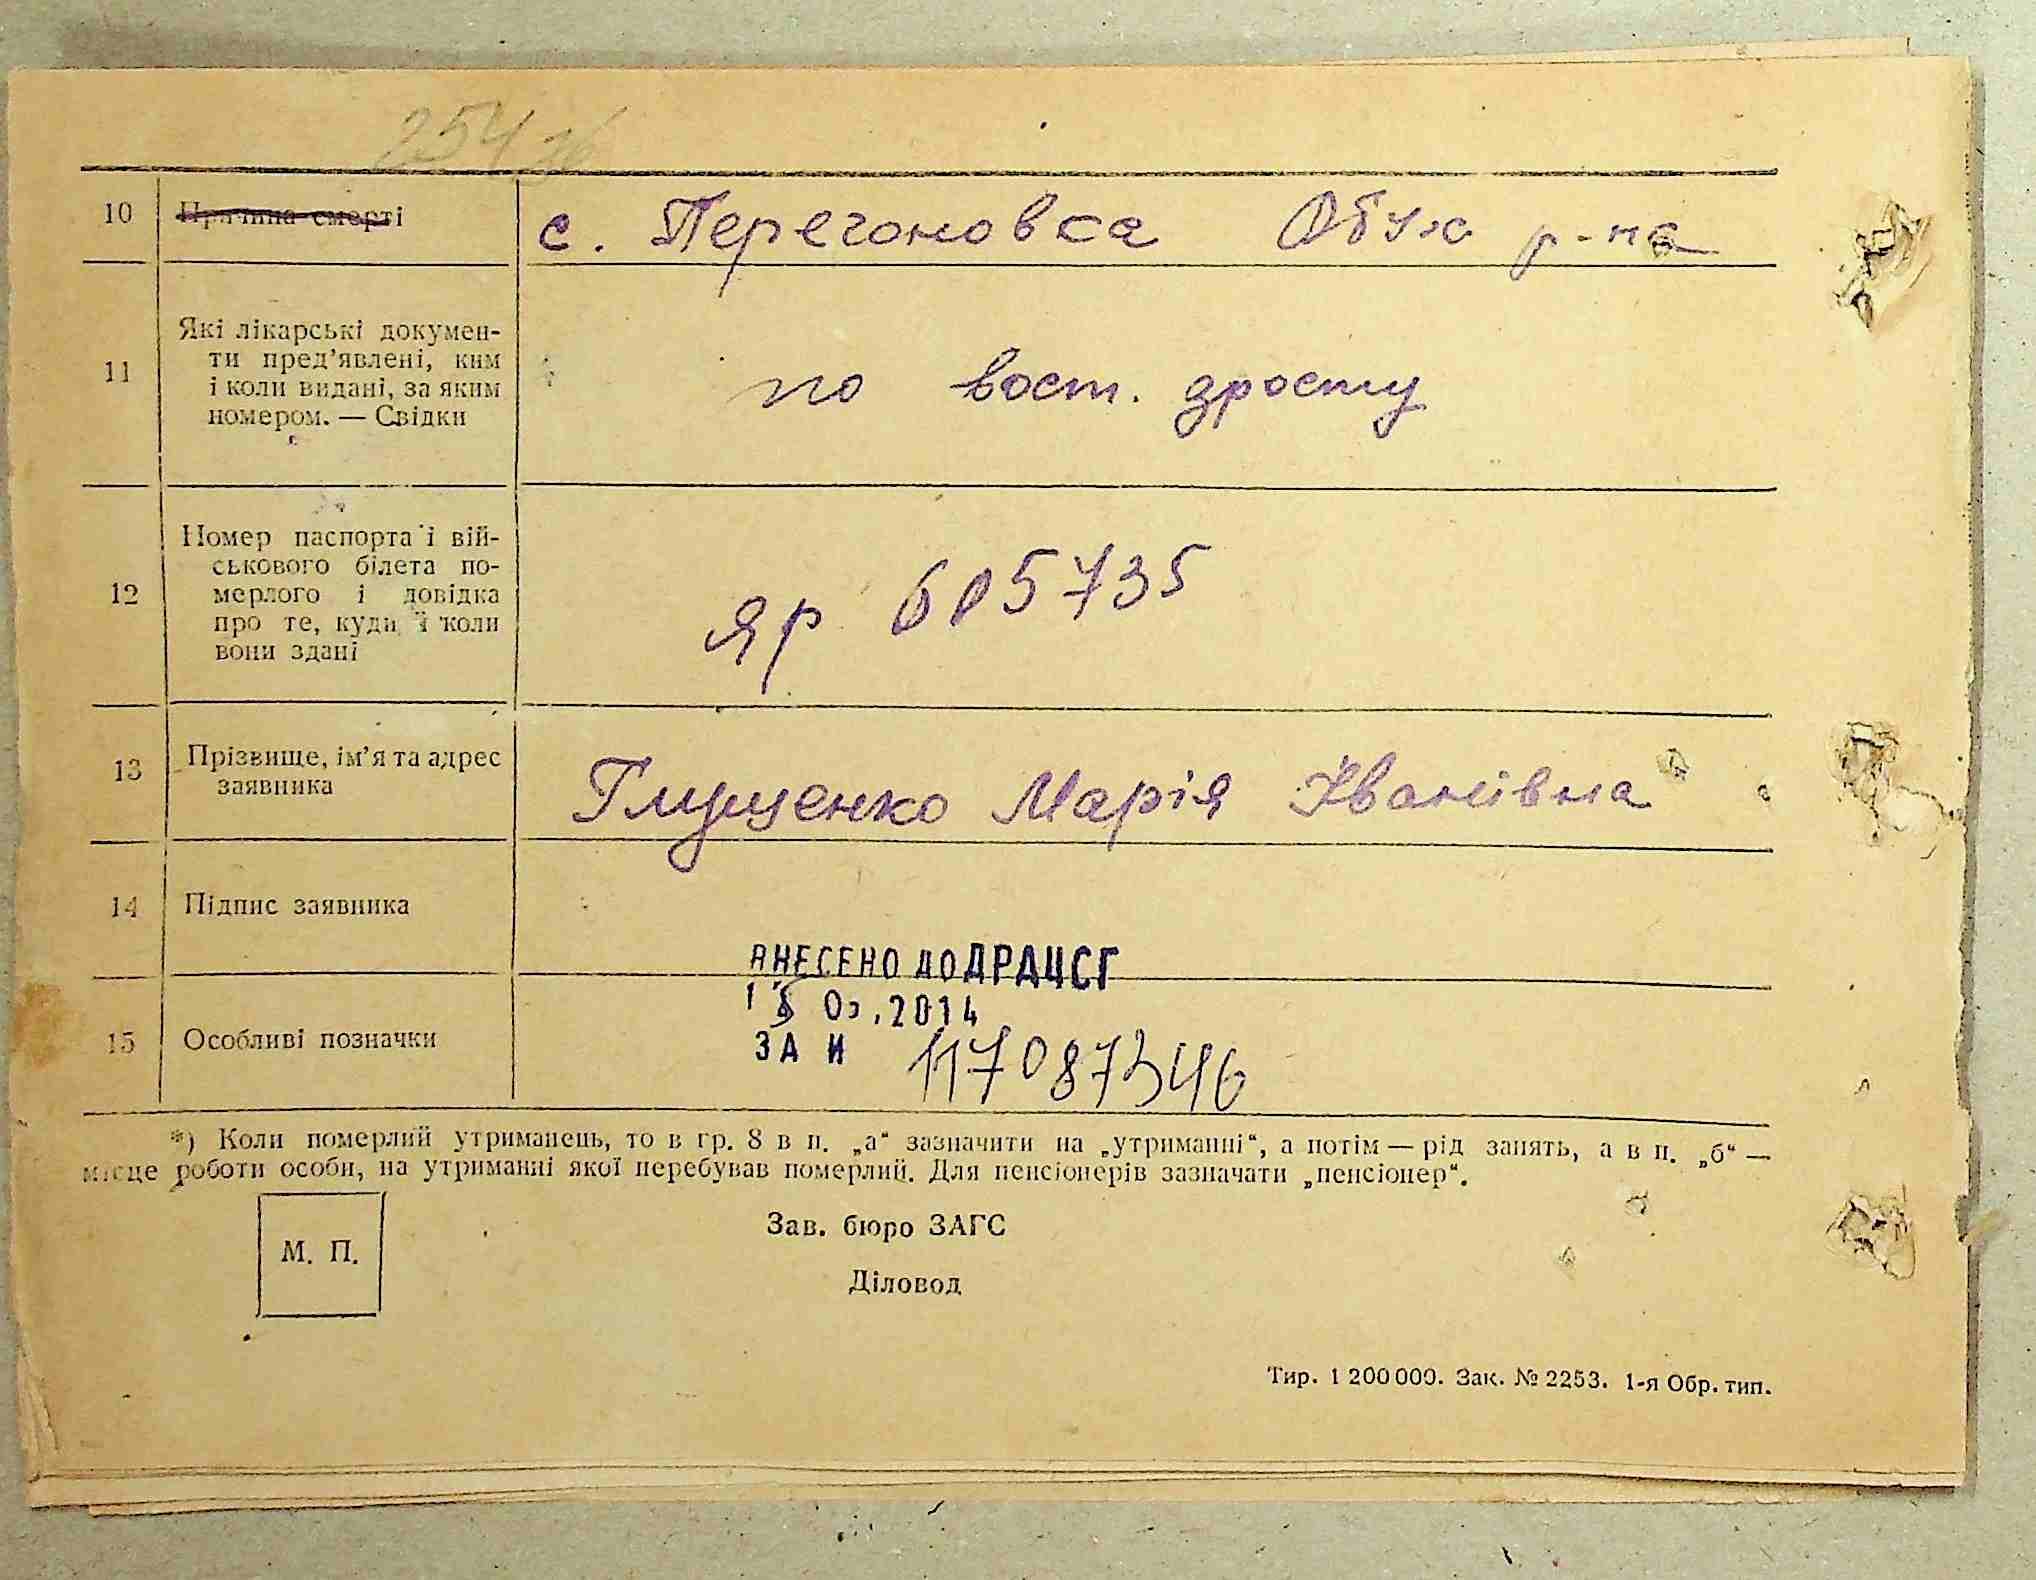 254
10 Причина смерті с. Перегоновка Обух р-на
11 Які лікарські докумен-
ти пред’явлені, ким
і коли видані, за яким
номером. — Свідки
по вост. зросту
12 Номер паспорта і вій-
ськового білета по-
мерлого і довідка
про те, куди і коли
вони здані
яр 605735
13 Прізвище, ім’я та адрес
заявника
Глущенко Марія Іванівна
14 Підпис заявника
ВНЕСЕНО ДО ДРАЦСГ
2014
15 Особливі позначки
ЗА И 117087346
*) Коли померлий утриманець, то в гр. 8 в п. „а“ зазначити на „утриманні“, а потім — рід занять, а в п. „б“ —
місце роботи особи, на утриманні якої перебував померлий. Для пенсіонерів зазначати „пенсіонер“.
М. П.
Зав. бюро ЗАГС
Діловод
Тир. 1 200 000. Зак. № 2253. 1-я Обр. тип.